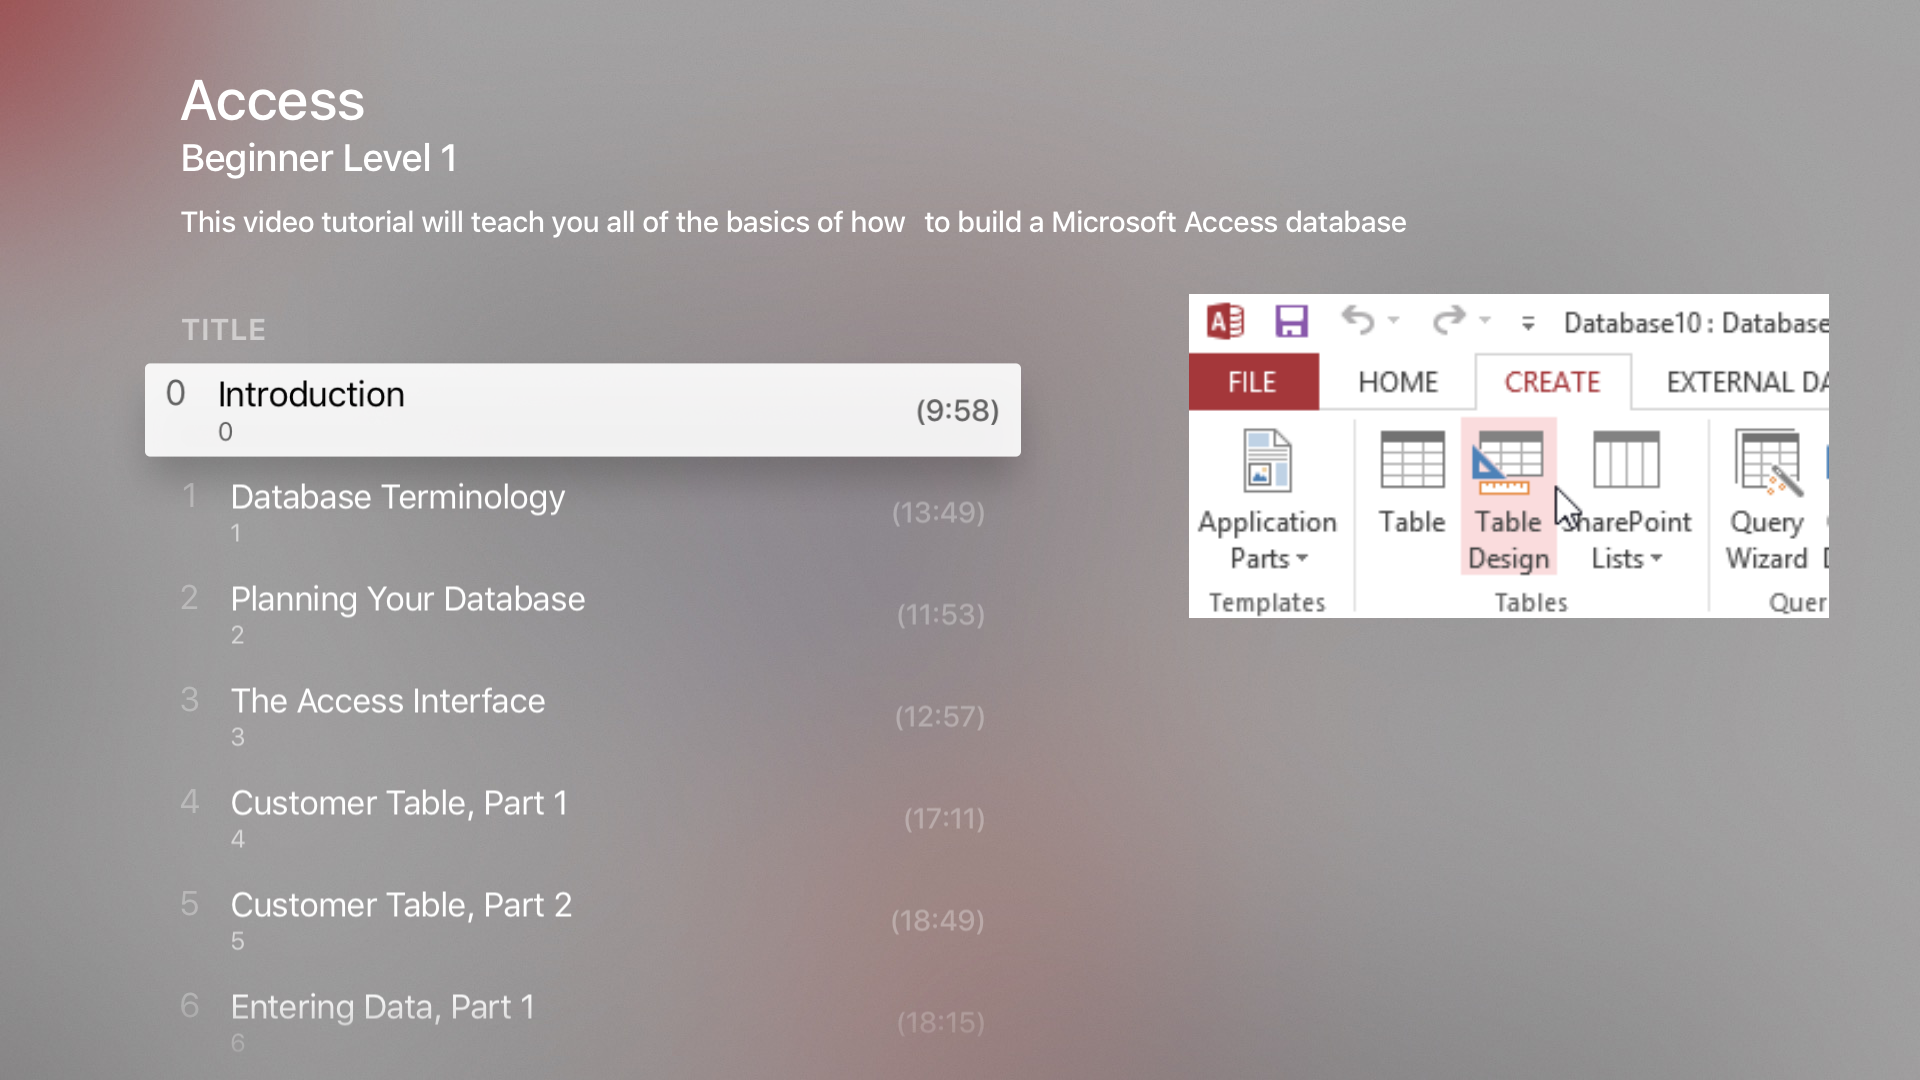 Access
Beginner Level 1
This video tutorial will teach you all of the basics of how  to build a Microsoft Access database
TITLE
0 Introduction (9:58)
0
1 Database Terminology (13:49)
1
2 Planning Your Database (11:53)
2
3 The Access Interface (12:57)
3
4 Customer Table, Part 1 (17:11)
4
5 Customer Table, Part 2 (18:49)
5
6 Entering Data, Part 1 (18:15)
6
A Database10 : Database
FILE HOME CREATE EXTERNAL DA
Application Table Table harePoint Query
Parts Design Lists Wizard
Templates Tables Quer